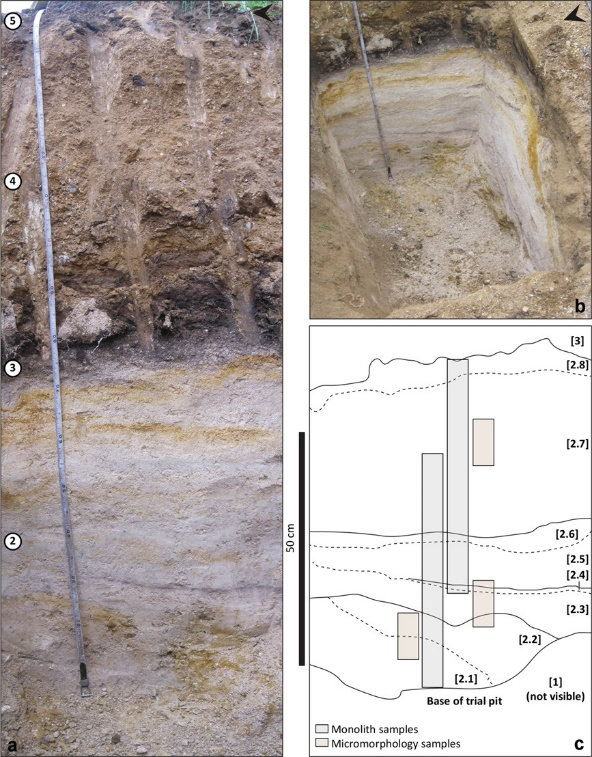 5
4
3
2
a
b
50 cm
[3]
[2.8]
[2.7]
[2.6]
[2.5]
[2.4]
[2.3]
[2.2]
[2.1]
[1]
(not visible)
Base of trial pit
Monolith samples
Micromorphology samples
c